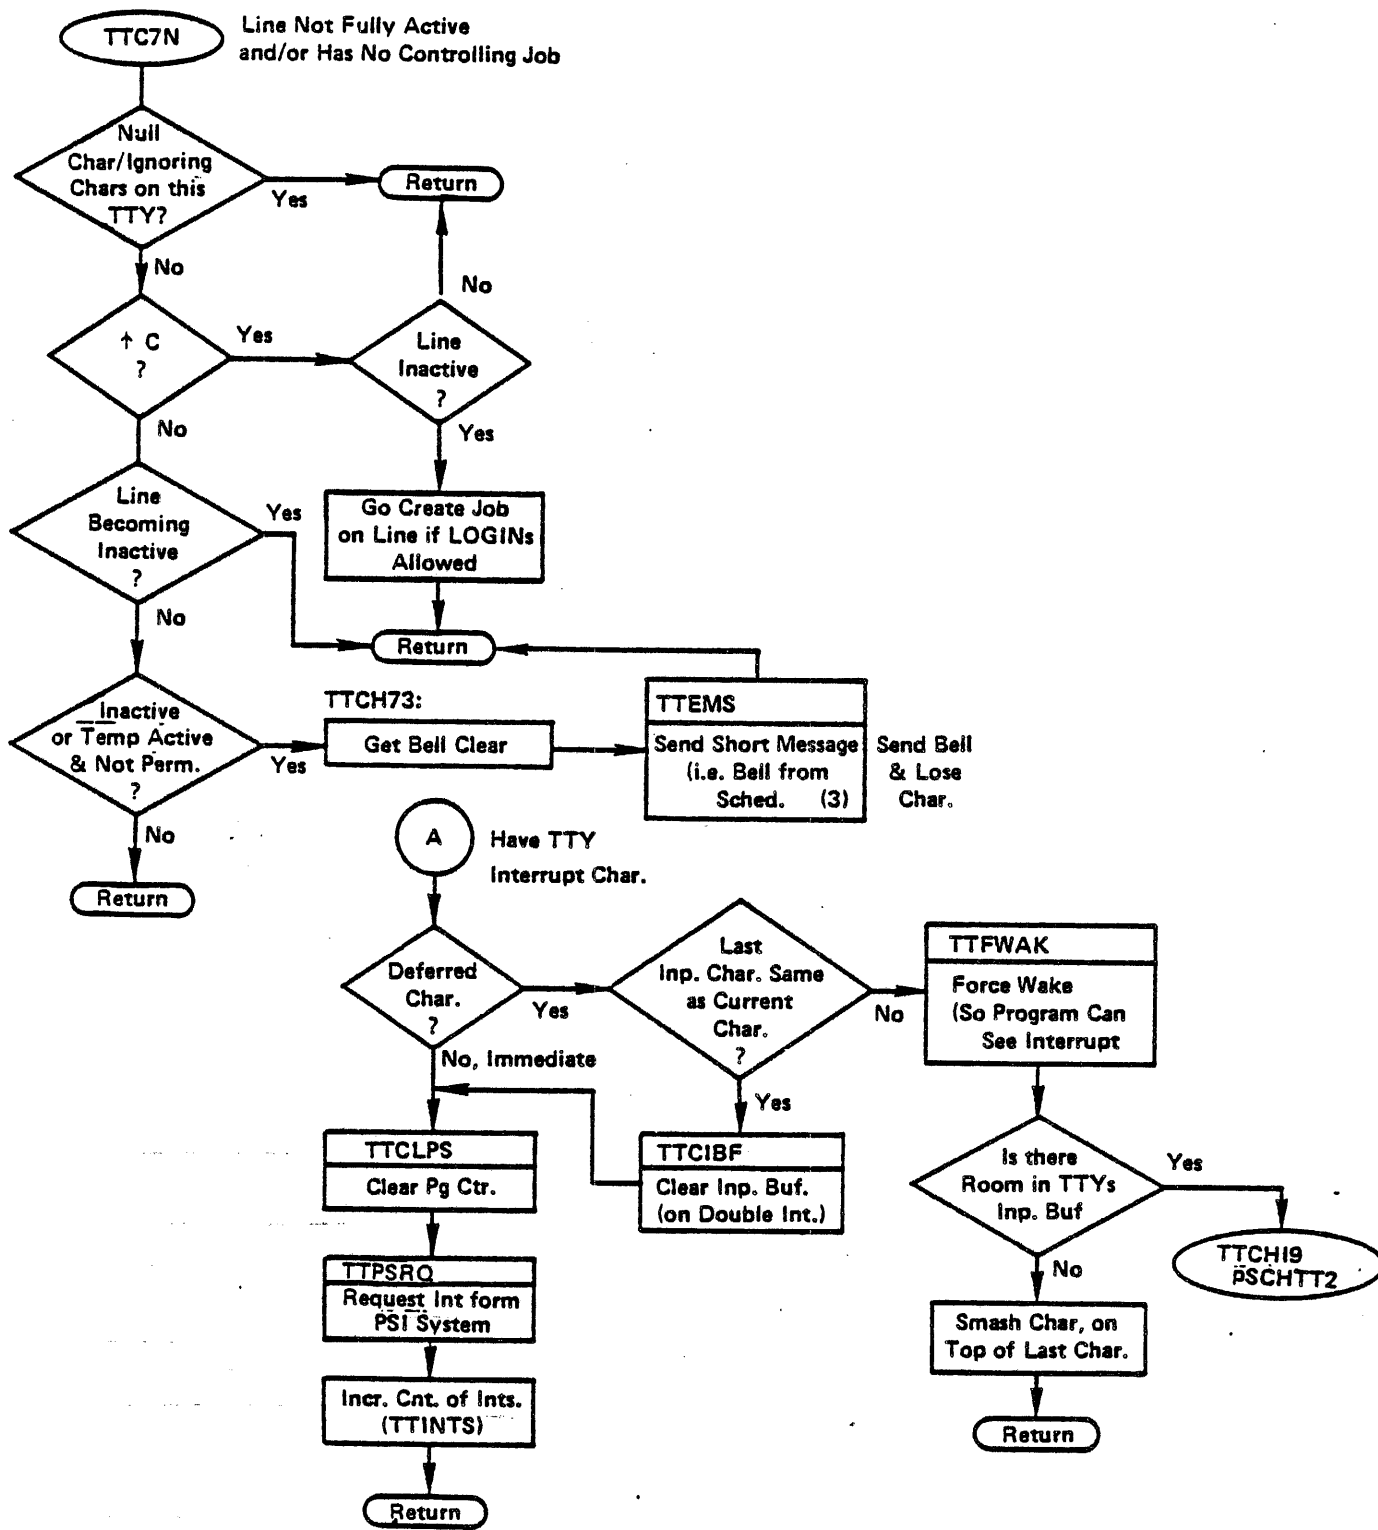 TTC7N
Line Not Fully Active
and/or Has No Controlling Job
Null
Char/Ignoring
Chars on this
TTY?
Yes
Return
No
No
↑ C
?
Yes
Line
Inactive
?
No
Yes
Line
Becoming
Inactive
?
Yes
Go Create Job
on Line if LOGINs
Allowed
No
Return
Inactive
or Temp Active
& Not Perm.
?
Yes
TTCH73:
Get Bell Clear
TTEMS
Send Short Message
(i.e. Bell from
Sched. (3)
Send Bell
& Lose
Char.
No
Return
A
Have TTY
Interrupt Char.
Deferred
Char.
?
Yes
Last
Inp. Char. Same
as Current
Char.
?
No
TTFWAK
Force Wake
(So Program Can
See Interrupt
No, Immediate
Yes
TTCLPS
Clear Pg Ctr.
TTCIBF
Clear Inp. Buf.
(on Double Int.)
Is there
Room in TTYs
Inp. Buf
Yes
TTCHI9
PSCHTT2
No
TTPSRQ
Request Int form
PSI System
Smash Char, on
Top of Last Char.
Incr. Cnt. of Ints.
(TTINTS)
Return
Return